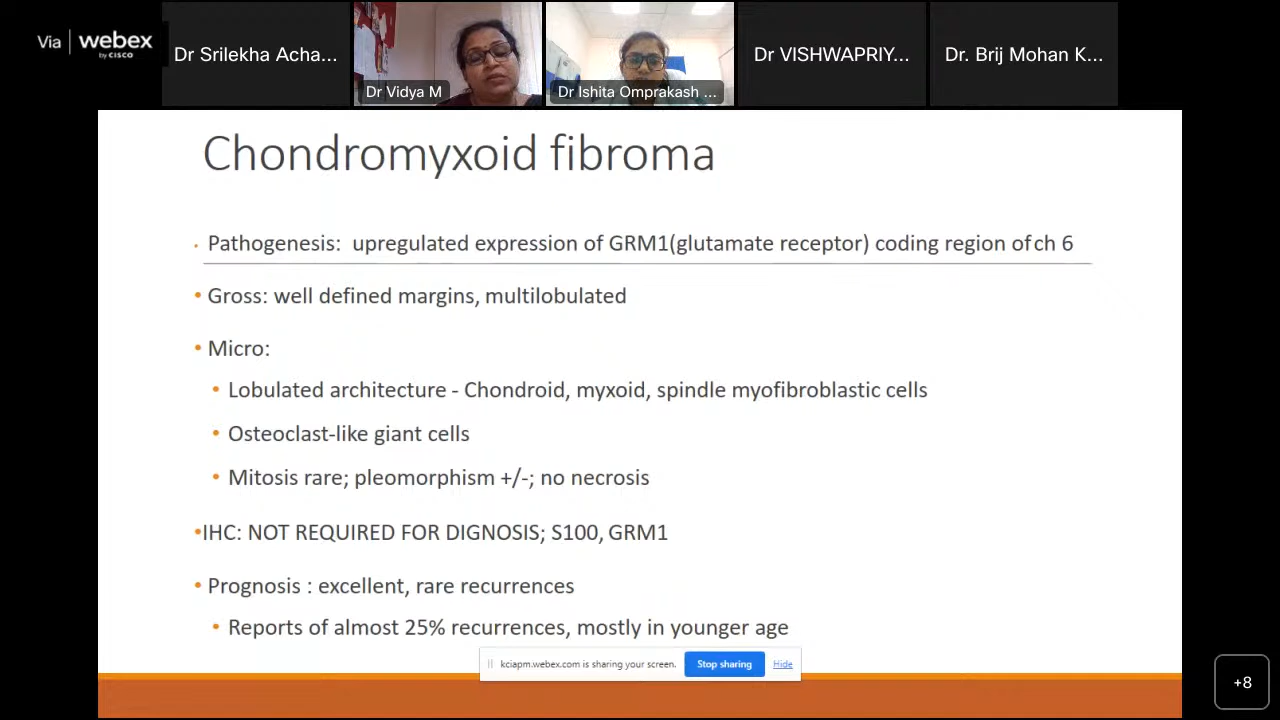 Via webex
by CISCO
Dr Srilekha Acha...
Dr Vidya M
Dr Ishita Omprakash ...
Dr VISHWAPRIY...
Dr. Brij Mohan K...
Chondromyxoid fibroma
Pathogenesis: upregulated expression of GRM1(glutamate receptor) coding region of ch 6
• Gross: well defined margins, multilobulated
• Micro:
• Lobulated architecture - Chondroid, myxoid, spindle myofibroblastic cells
• Osteoclast-like giant cells
• Mitosis rare; pleomorphism +/-; no necrosis
•IHC: NOT REQUIRED FOR DIGNOSIS; S100, GRM1
• Prognosis : excellent, rare recurrences
• Reports of almost 25% recurrences, mostly in younger age
kciapm.webex.com is sharing your screen. Stop sharing Hide
+8